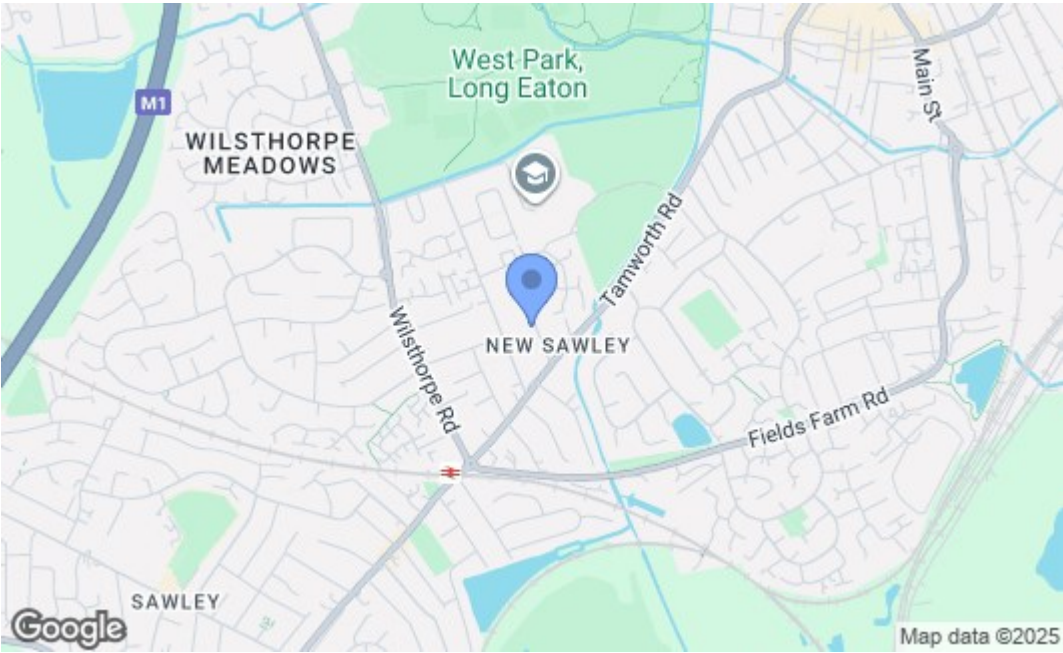 West Park,
Long Eaton
Main St
M1
WILSTHORPE
MEADOWS
Tamworth Rd
Wilsthorpe Rd
NEW SAWLEY
Fields Farm Rd
SAWLEY
Google
Map data ©2025